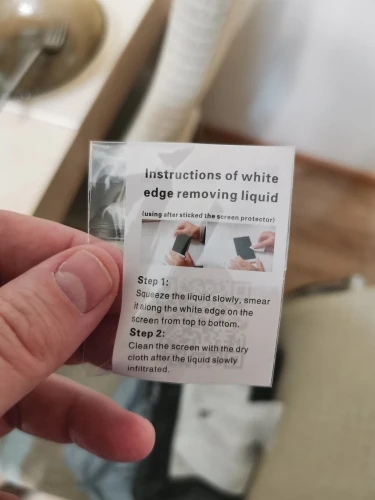 Instructions of white
edge removing liquid
(using after sticked the screen protector)
Step 1:
Squeeze the liquid slowly, smear
it along the white edge on the
screen from top to bottom.
Step 2:
Clean the screen with the dry
cloth after the liquid slowly
infiltrated.